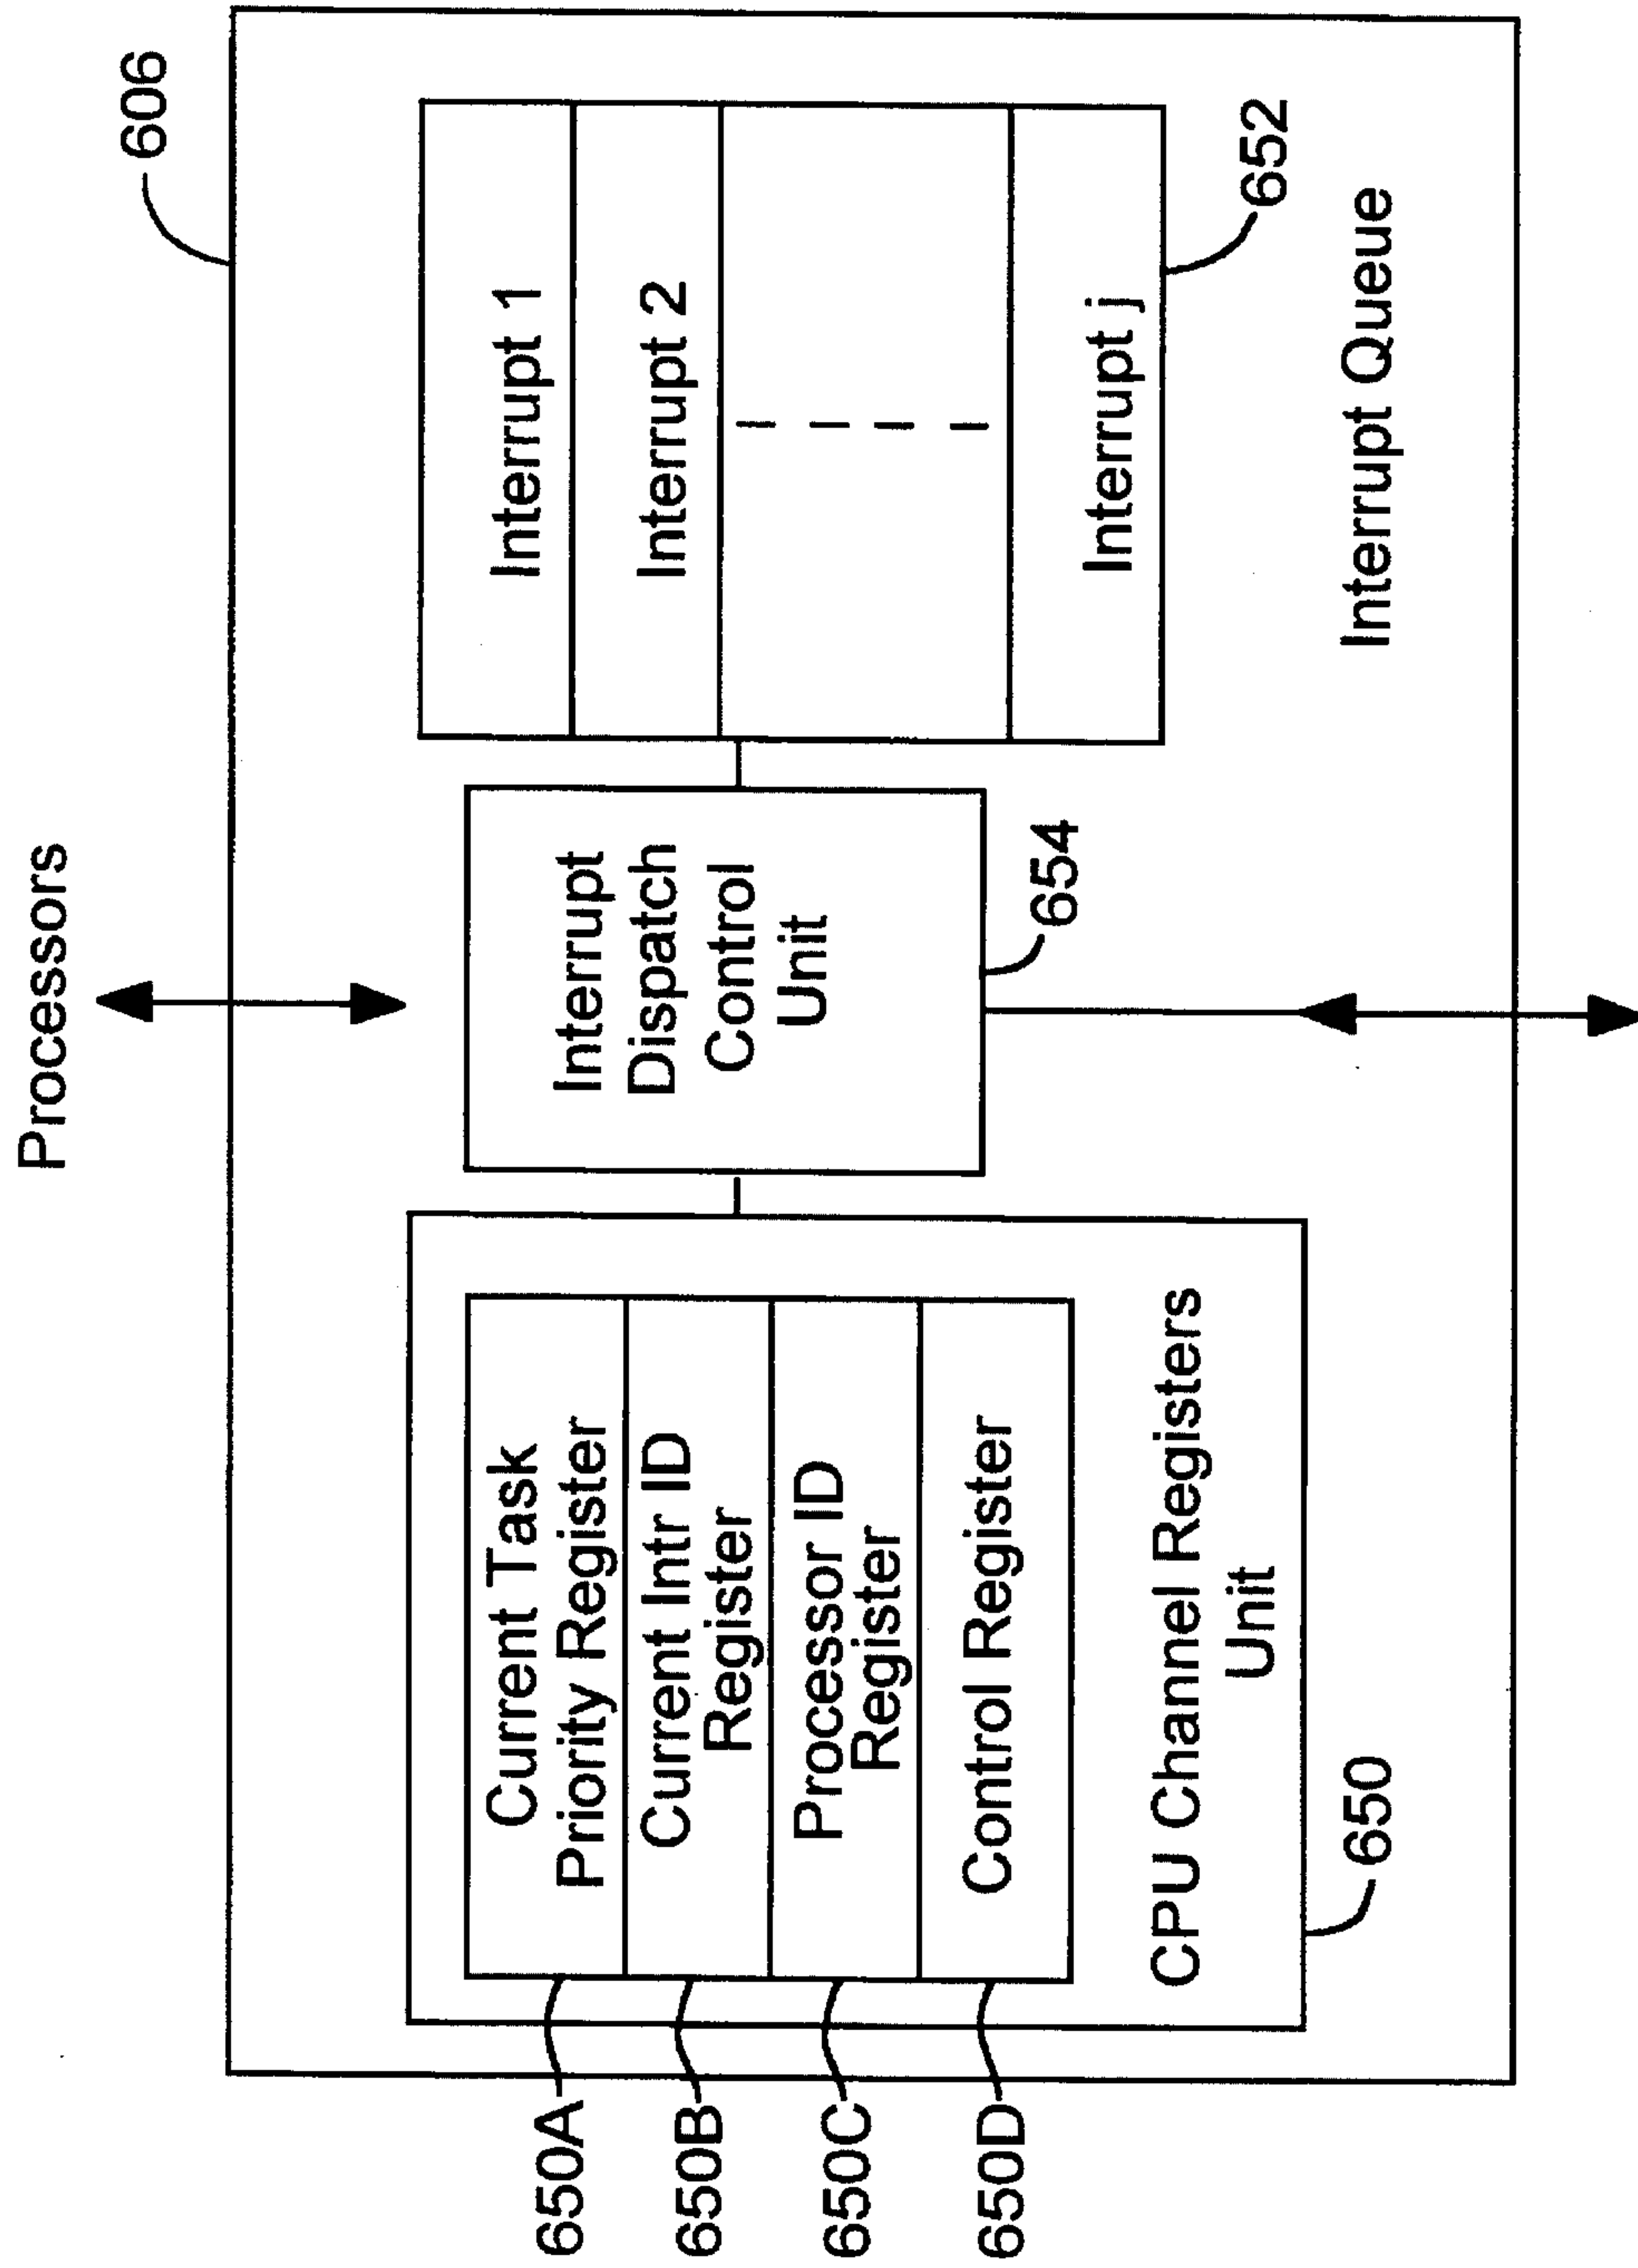 Processors
606
650A
650B
650C
650D
Current Task
Priority Register
Current Intr ID
Register
Processor ID
Register
Control Register
CPU Channel Registers
Unit
650
Interrupt
Dispatch
Control
Unit
654
Interrupt 1
Interrupt 2
Interrupt j
652
Interrupt Queue